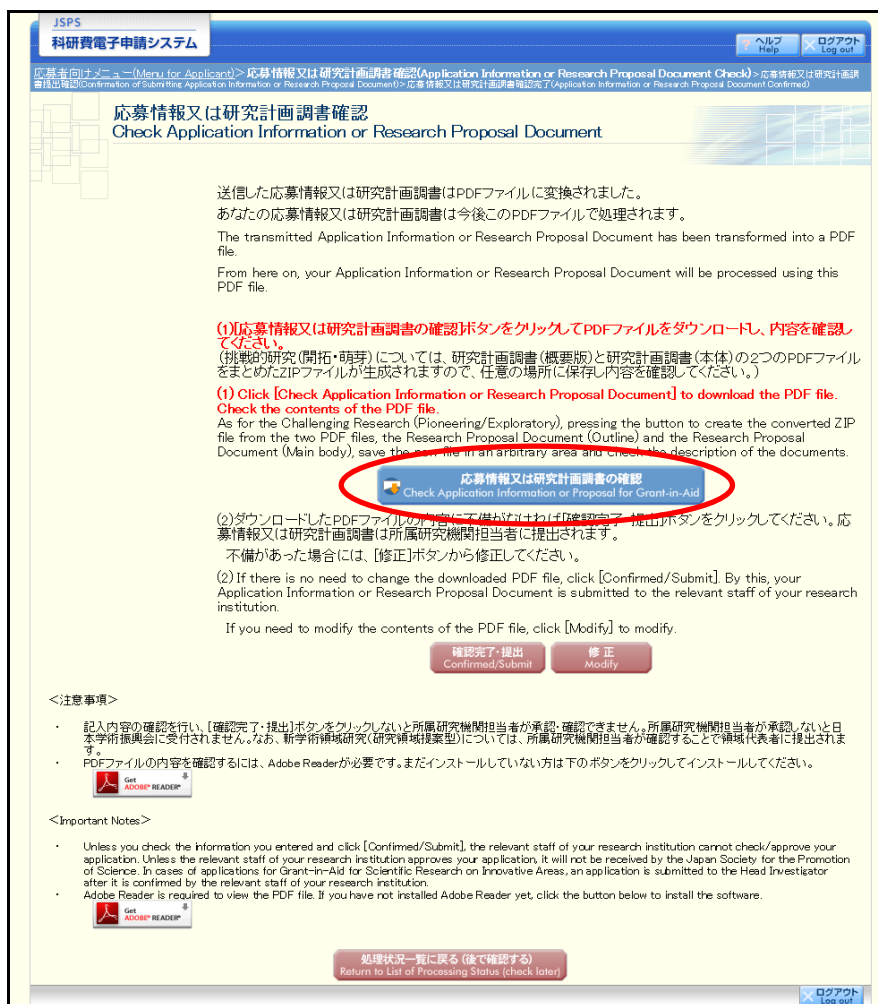 JSPS
科研費電子申請システム
? ヘルプ
Help
ログアウト
Log out
応募者向けメニュー(Menu for Applicant)>応募情報又は研究計画調書確認(Application Information or Research Proposal Document Check)>応募情報又は研究計画調
書提出確認(Confirmation of Submitting Application Information or Research Proposal Document)>応募情報又は研究計画調書確認完了(Application Information or Research Proposal Document Confirmed)
応募情報又は研究計画調書確認
Check Application Information or Research Proposal Document
送信した応募情報又は研究計画調書はPDFファイルに変換されました。
あなたの応募情報又は研究計画調書は今後このPDFファイルで処理されます。
The transmitted Application Information or Research Proposal Document has been transformed into a PDF
file.
From here on, your Application Information or Research Proposal Document will be processed using this
PDF file.
(1)[応募情報又は研究計画調書の確認]ボタンをクリックしてPDFファイルをダウンロードし、内容を確認し
てください。
(挑戦的研究(開拓・萌芽)については、研究計画調書(概要版)と研究計画調書(本体)の2つのPDFファイル
をまとめたZIPファイルが生成されますので、任意の場所に保存し内容を確認してください。)
(1) Click [Check Application Information or Research Proposal Document] to download the PDF file.
Check the contents of the PDF file.
As for the Challenging Research (Pioneering/Exploratory), pressing the button to create the converted ZIP
file from the two PDF files, the Research Proposal Document (Outline) and the Research Proposal
Document (Main body), save the new file in an arbitrary area and check the description of the documents.
応募情報又は研究計画調書の確認
Check Application Information or Proposal for Grant-in-Aid
(2)ダウンロードしたPDFファイルの内容に不備がなければ[確認完了・提出]ボタンをクリックしてください。応
募情報又は研究計画調書は所属研究機関担当者に提出されます。
不備があった場合には、[修正]ボタンから修正してください。
(2) If there is no need to change the downloaded PDF file, click [Confirmed/Submit]. By this, your
Application Information or Research Proposal Document is submitted to the relevant staff of your research
institution.
If you need to modify the contents of the PDF file, click [Modify] to modify.
確認完了・提出
Confirmed/Submit
修 正
Modify
<注意事項>
・ 記入内容の確認を行い、[確認完了・提出]ボタンをクリックしないと所属研究機関担当者が承認・確認できません。所属研究機関担当者が承認しないと日
本学術振興会に受付されません。なお、新学術領域研究(研究領域提案型)については、所属研究機関担当者が確認することで領域代表者に提出されま
す。
・ PDFファイルの内容を確認するには、Adobe Readerが必要です。まだインストールしていない方は下のボタンをクリックしてインストールしてください。
Get
ADOBE® READER®
<Important Notes>
・ Unless you check the information you entered and click [Confirmed/Submit], the relevant staff of your research institution cannot check/approve your
application. Unless the relevant staff of your research institution approves your application, it will not be received by the Japan Society for the Promotion
of Science. In cases of applications for Grant-in-Aid for Scientific Research on Innovative Areas, an application is submitted to the Head Investigator
after it is confirmed by the relevant staff of your research institution.
・ Adobe Reader is required to view the PDF file. If you have not installed Adobe Reader yet, click the button below to install the software.
Get
ADOBE® READER®
処理状況一覧に戻る(後で確認する)
Return to List of Processing Status (check later)
ログアウト
Log out